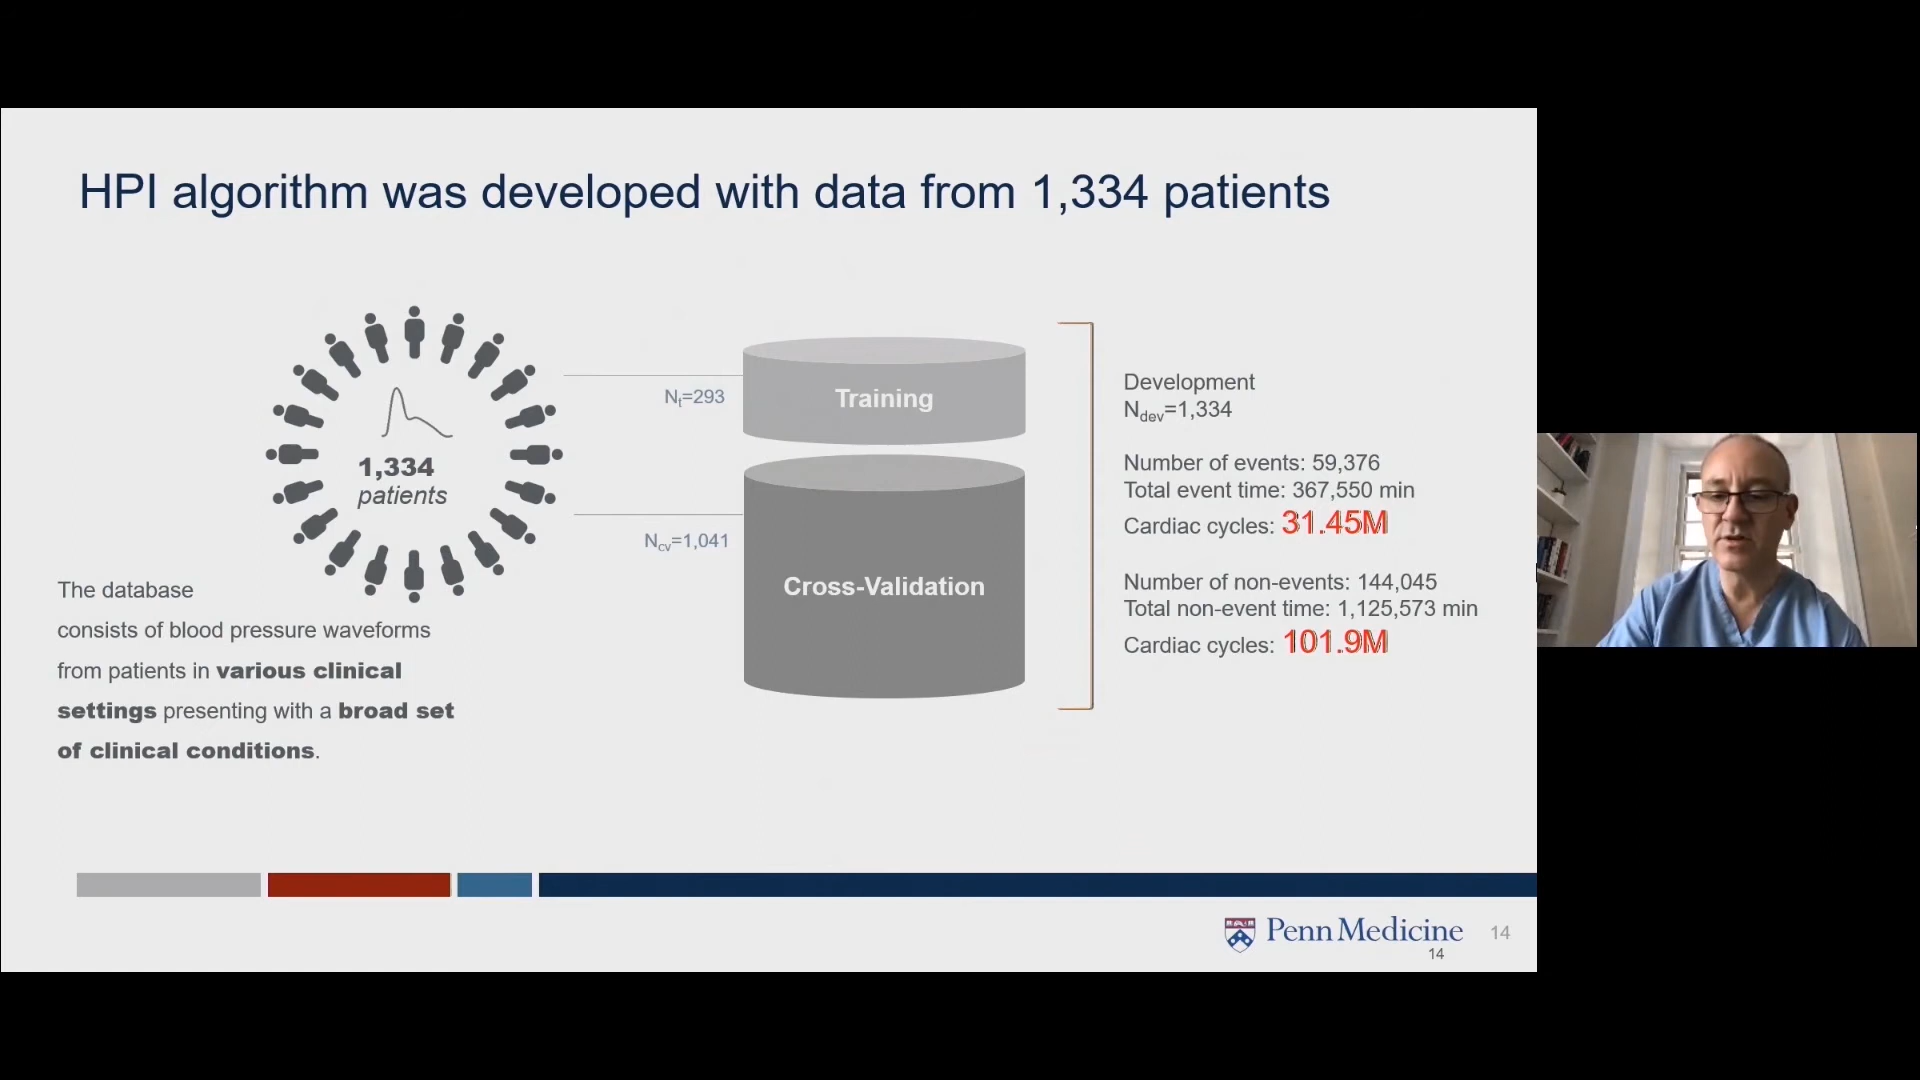 HPI algorithm was developed with data from 1,334 patients
1,334
patients
The database
consists of blood pressure waveforms
from patients in various clinical
settings presenting with a broad set
of clinical conditions.
Nt=293
Training
Ncv=1,041
Cross-Validation
Development
Ndev=1,334
Number of events: 59,376
Total event time: 367,550 min
Cardiac cycles: 31.45M
Number of non-events: 144,045
Total non-event time: 1,125,573 min
Cardiac cycles: 101.9M
Penn Medicine
14
14